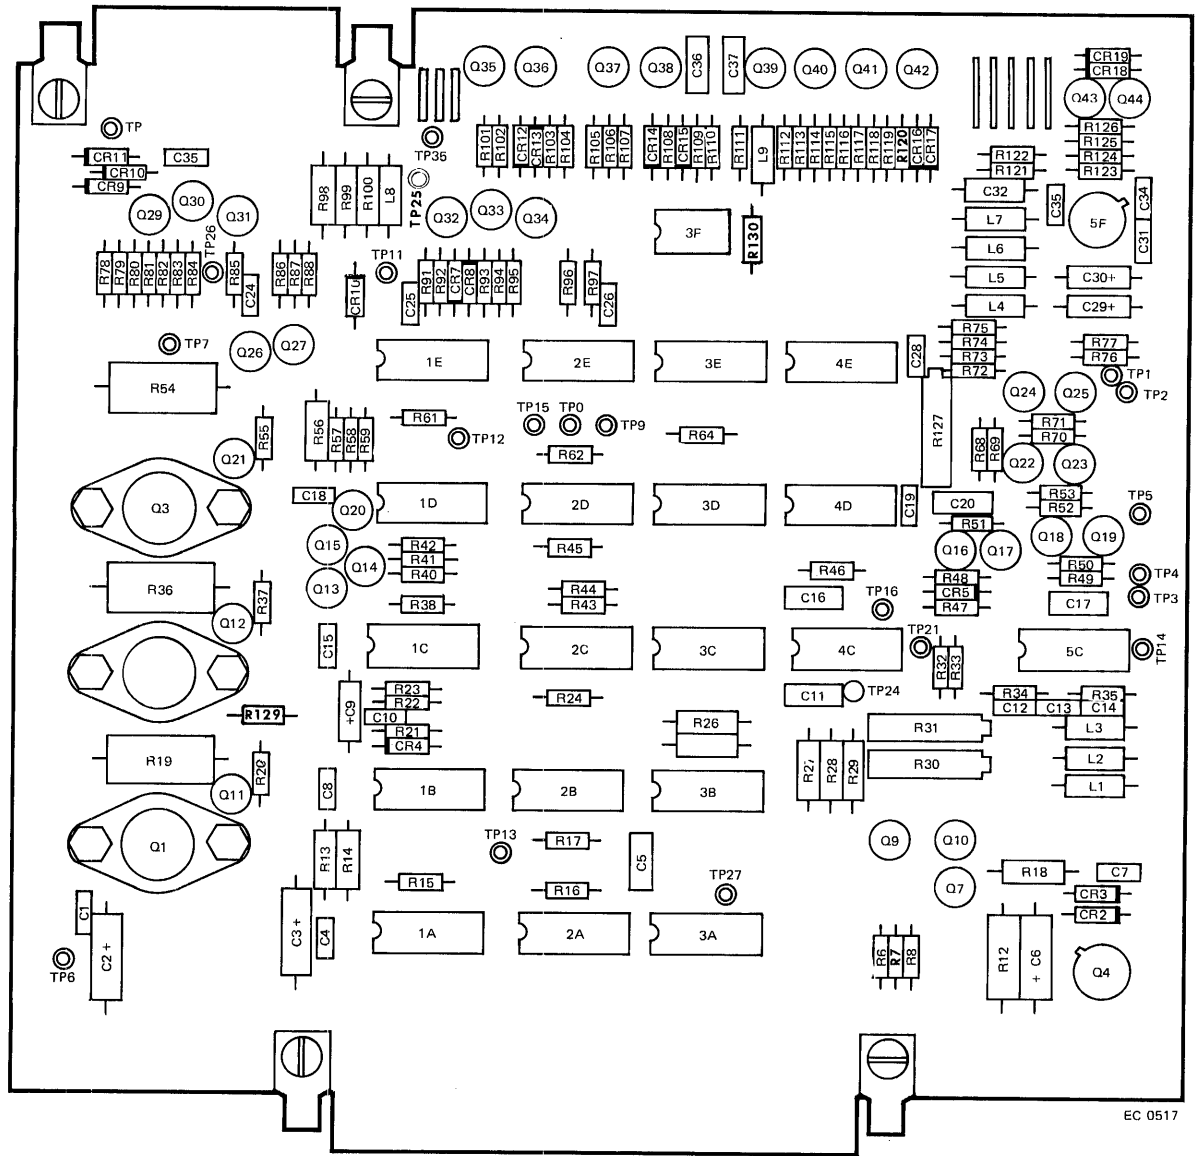 Q35 Q36 Q37 Q38 C36 C37 Q39 Q40 Q41 Q42 CR19
CR18
Q43 Q44
TP TP35
R101 R102 CR12 CR13 R103 R104 R105 R106 R107 CR14 R108 CR15 R109 R110 R111 L9 R112 R113 R114 R115 R116 R117 R118 R119 R120 CR16 CR17
R126
R125
R124
R123
R122
R121
CR11 C35
CR10
CR9
R98 R99 R100 L8 TP25
C32 C35 C34
Q29 Q30 Q31 Q32 Q33 Q34
3F R130 L7 5F C31
L6
TP26 TP11
R78 R79 R80 R81 R82 R83 R84 R85 C24 R86 R87 R88 CR10 C25 R91 R92 CR7 CR8 R93 R94 R95 R96 R97 C26
L5 C30+
L4 C29+
TP7 Q26 Q27
R75
R74
R73
R72
R77
R76
1E 2E 3E 4E C28
TP1
TP2
R54
Q24 Q25
R56 R57 R58 R59 R61 TP15 TP0 TP9
R55 TP12 R64 R127 R68 R69 R71
R70
R62
Q21 Q22 Q23
C18 Q20 1D 2D 3D 4D C19 C20 R53
R52
TP5
Q3
R51
Q15 Q14 R42
R41
R40
R45 Q16 Q17 Q18 Q19
R46 R50
R49
TP4
TP3
R36 R37 Q13 R38 R44
R43
C16 TP16 R48
CR5
R47
C17
Q12
C15 1C 2C 3C 4C TP21 R32 R33 5C TP14
+C9 R23
R22
C10
R21
CR4
R24 C11 TP24 R34 R35
C12 C13 C14
R129 R26 R31 L3
R19 R20 R27 R28 R29 R30 L2
Q11 C8 1B 2B 3B L1
Q1 R13 R14 TP13 R17 C5 Q9 Q10
R15 R16 TP27 Q7 R18 C7
CR3
CR2
C1 C2+ C3+ C4 1A 2A 3A
TP6 R6 R7 R8 R12 +C6 Q4
EC 0517